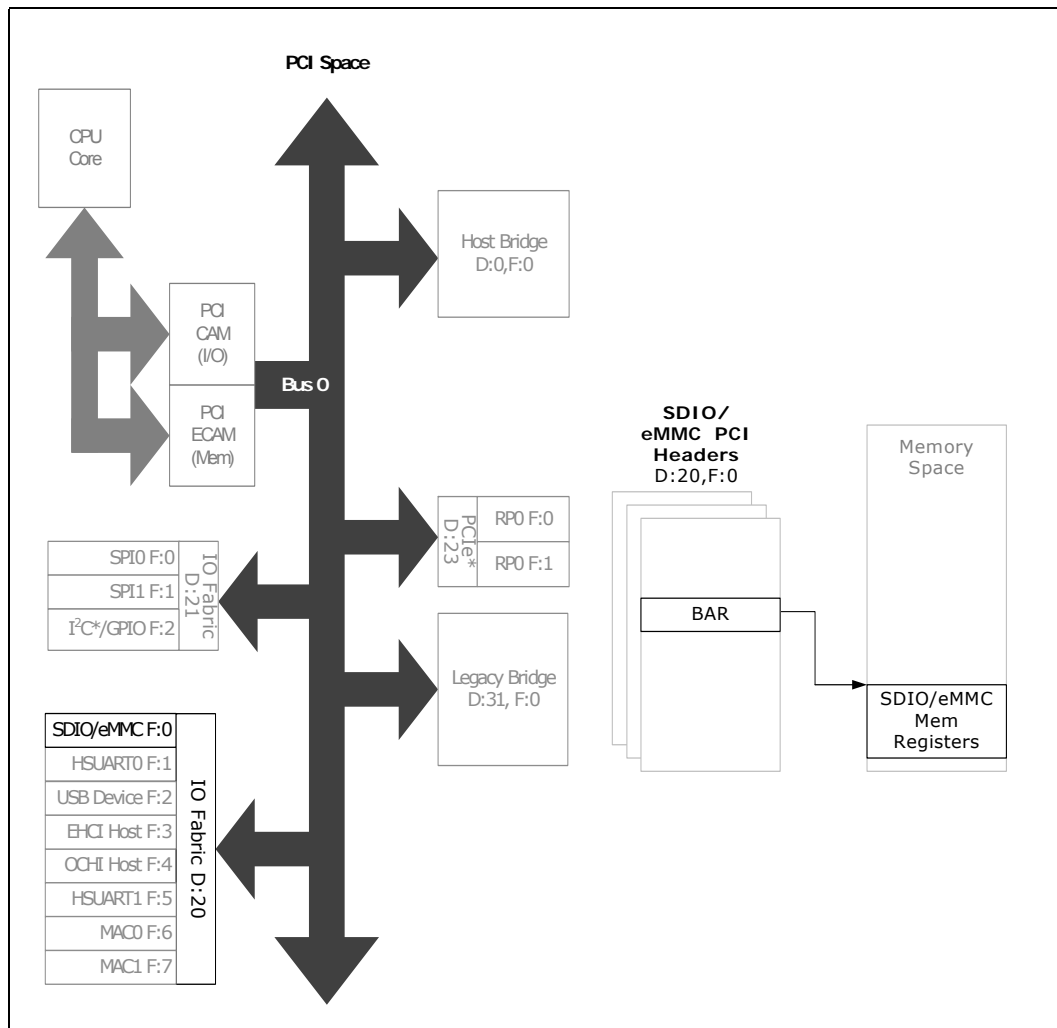 PCI Space
CPU
Core
Host Bridge
D:0,F:0
PCI
CAM
(I/O)
Bus 0
PCI
ECAM
(Mem)
SDIO/
eMMC PCI
Headers
D:20,F:0
Memory
Space
PCIe*
D:23
RP0 F:0
RP0 F:1
SPI0 F:0
SPI1 F:1
I²C*/GPIO F:2
IO Fabric
D:21
BAR
Legacy Bridge
D:31, F:0
SDIO/eMMC
Mem
Registers
SDIO/eMMC F:0
HSUART0 F:1
USB Device F:2
EHCI Host F:3
OCHI Host F:4
HSUART1 F:5
MAC0 F:6
MAC1 F:7
IO Fabric D:20